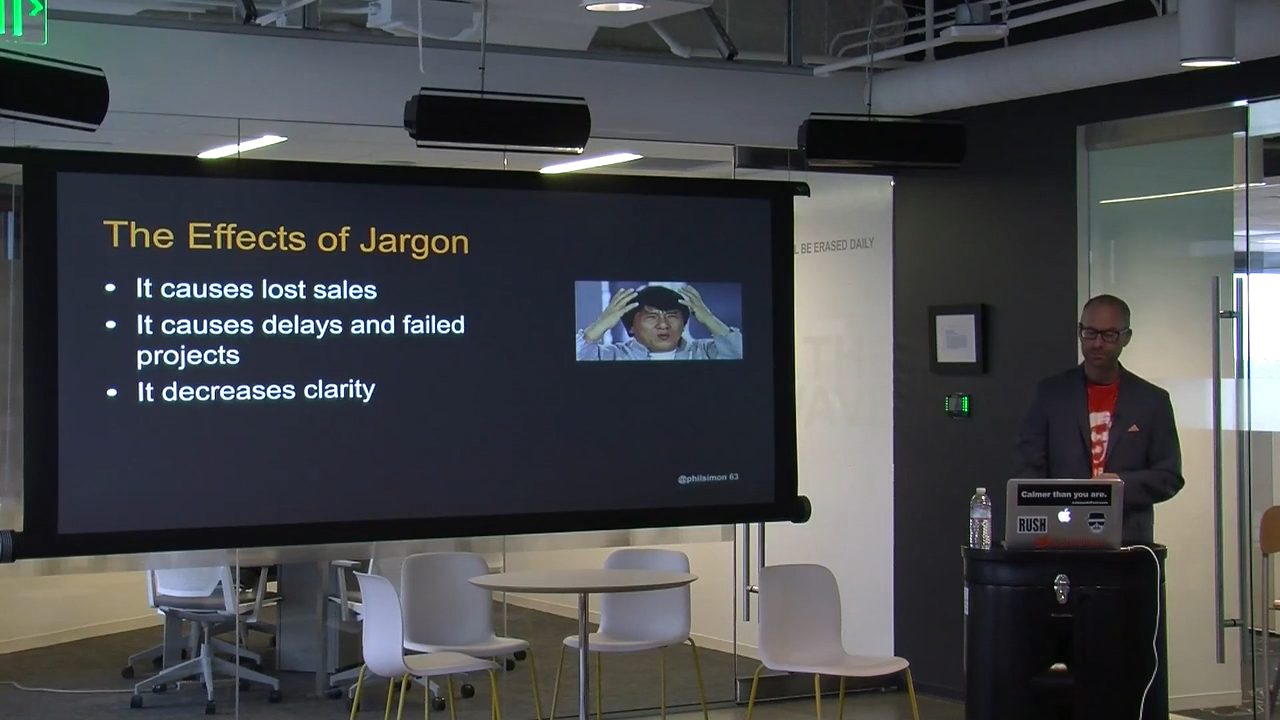 The Effects of Jargon
• It causes lost sales
• It causes delays and failed
projects
• It decreases clarity
@philsimon 63
BE ERASED DAILY
Calmer than you are.
RUSH